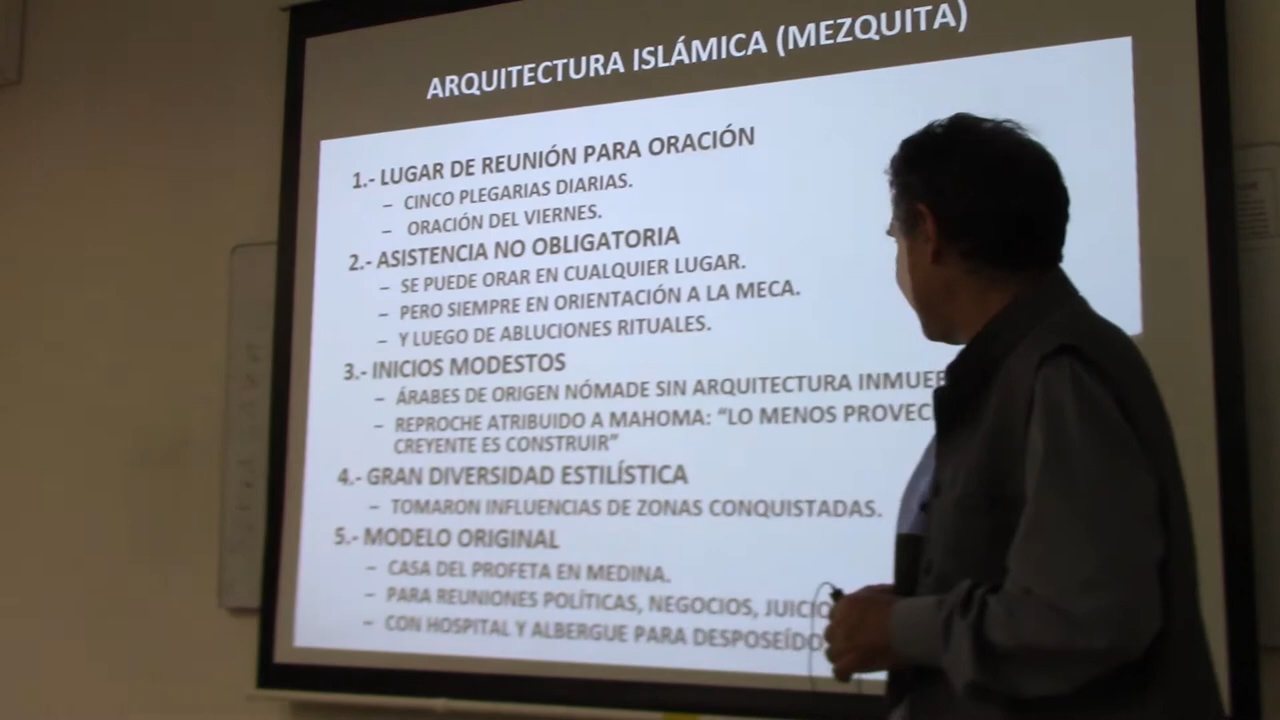 ARQUITECTURA ISLÁMICA (MEZQUITA)
1.- LUGAR DE REUNIÓN PARA ORACIÓN
– CINCO PLEGARIAS DIARIAS.
– ORACIÓN DEL VIERNES.
2.- ASISTENCIA NO OBLIGATORIA
– SE PUEDE ORAR EN CUALQUIER LUGAR.
– PERO SIEMPRE EN ORIENTACIÓN A LA MECA.
– Y LUEGO DE ABLUCIONES RITUALES.
3.- INICIOS MODESTOS
– ÁRABES DE ORIGEN NÓMADE SIN ARQUITECTURA
– REPROCHE ATRIBUIDO A MAHOMA: “LO MENOS
CREYENTE ES CONSTRUIR”
4.- GRAN DIVERSIDAD ESTILÍSTICA
– TOMARON INFLUENCIAS DE ZONAS CONQUISTADAS.
5.- MODELO ORIGINAL
– CASA DEL PROFETA EN MEDINA.
– PARA REUNIONES POLÍTICAS, NEGOCIOS,
– CON HOSPITAL Y ALBERGUE PARA